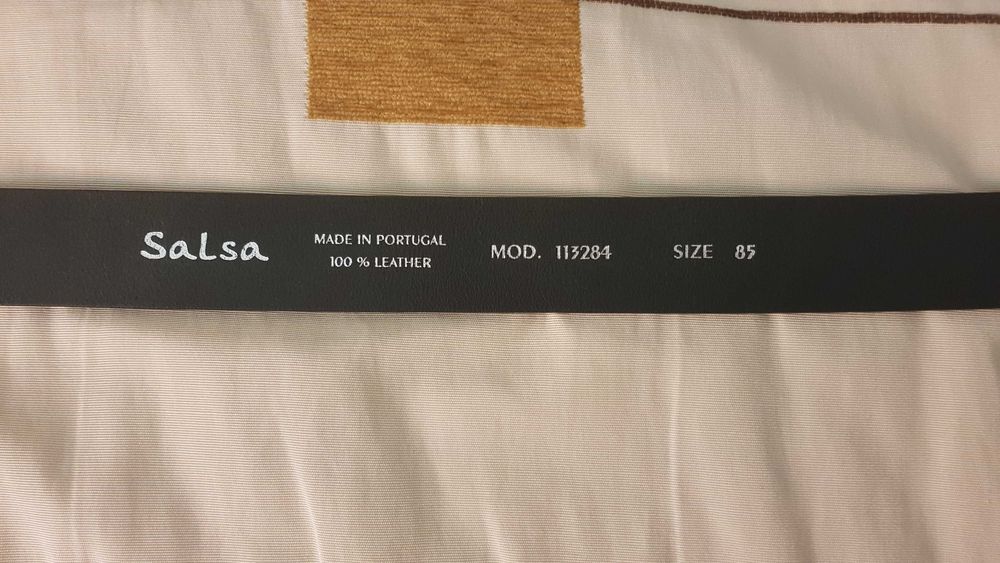 Salsa
MADE IN PORTUGAL
100 % LEATHER
MOD. 113284
SIZE 85